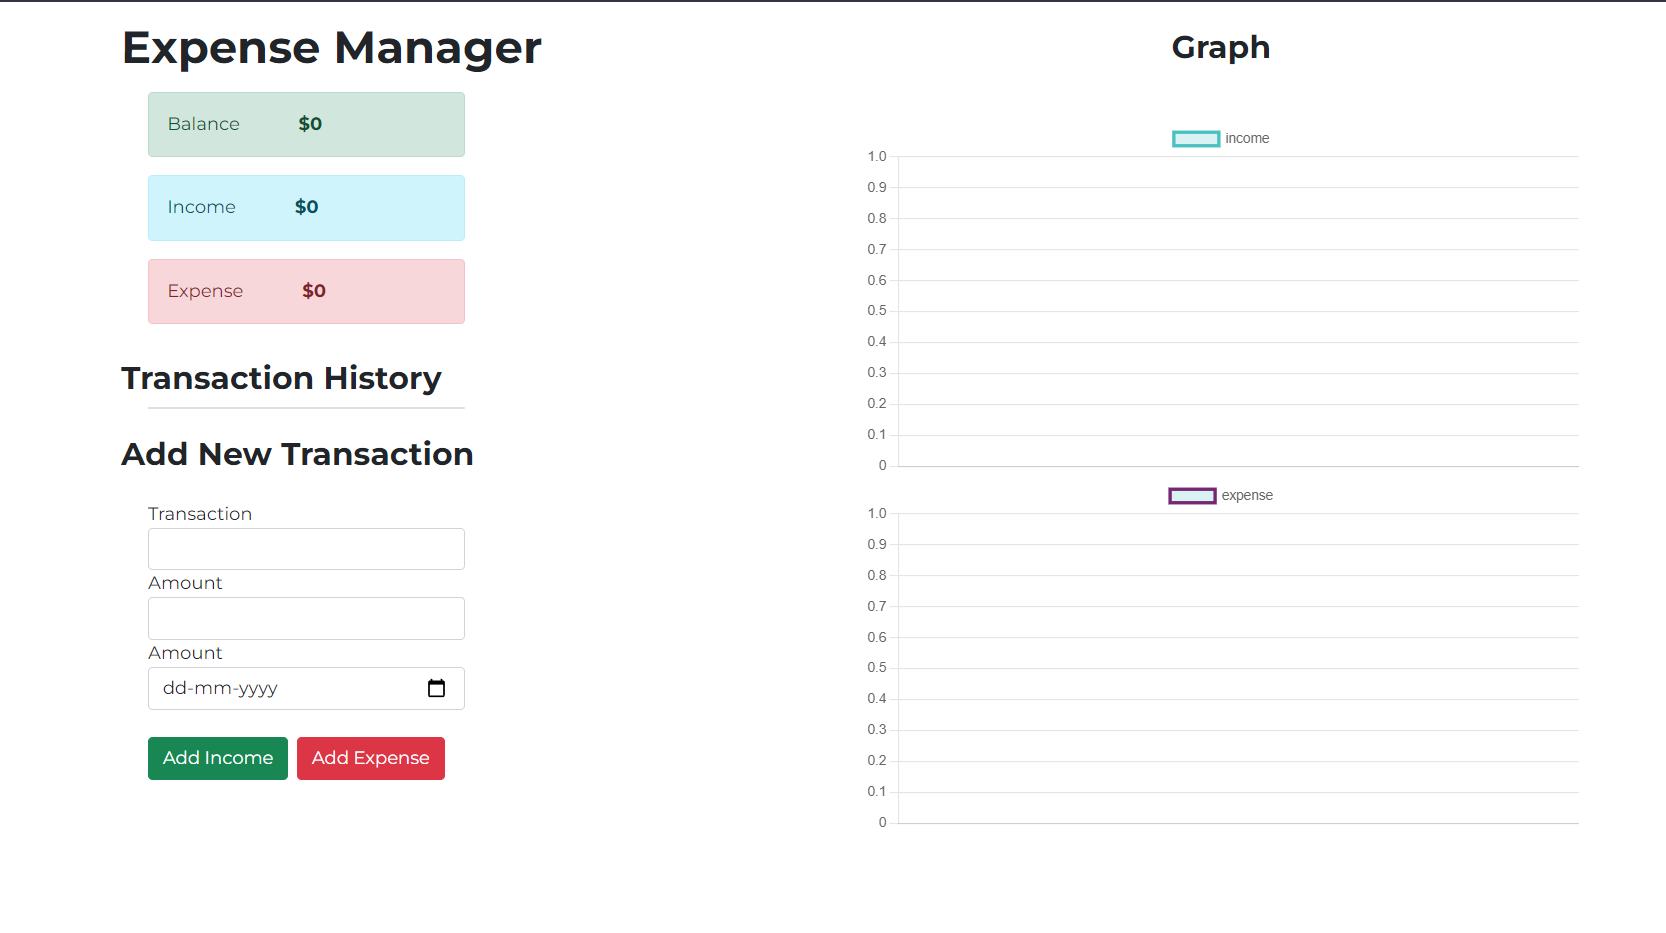 Expense Manager
Balance $0
Income $0
Expense $0
Transaction History
Add New Transaction
Transaction
Amount
Amount
dd-mm-yyyy
Add Income Add Expense
Graph
income
1.0
0.9
0.8
0.7
0.6
0.5
0.4
0.3
0.2
0.1
0
expense
1.0
0.9
0.8
0.7
0.6
0.5
0.4
0.3
0.2
0.1
0